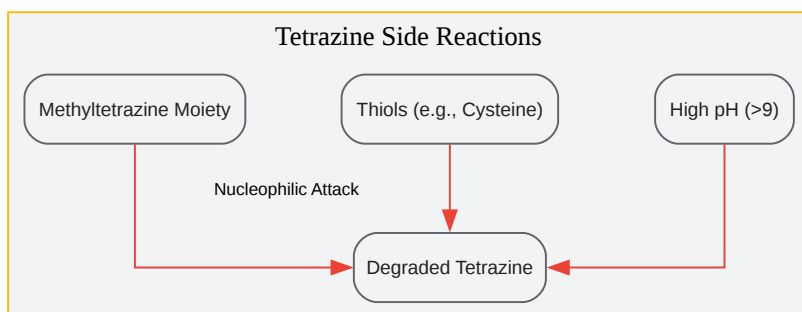 Tetrazine Side Reactions
Methyltetrazine Moiety
Thiols (e.g., Cysteine)
High pH (>9)
Nucleophilic Attack
Degraded Tetrazine